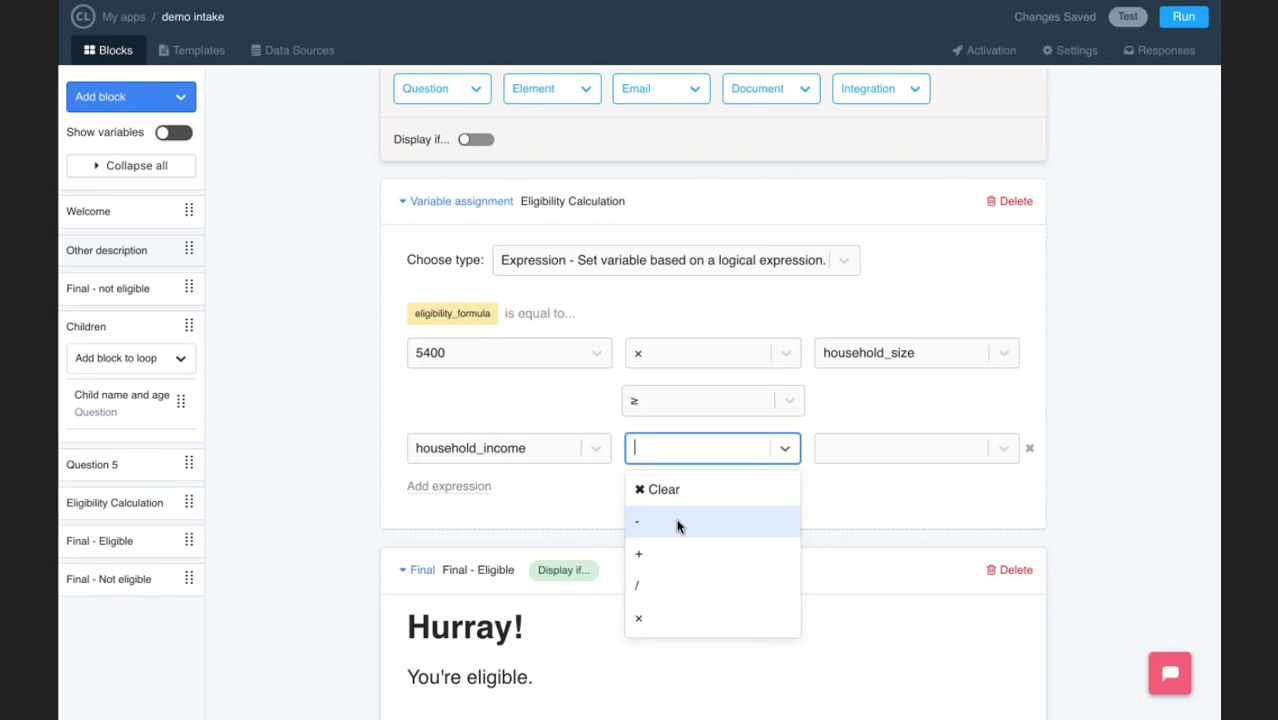 CL My apps / demo intake Changes Saved Test Run
Blocks Templates Data Sources Activation Settings Responses
Add block
Show variables
Collapse all
Welcome
Other description
Final - not eligible
Children
Add block to loop
Child name and age
Question
Question 5
Eligibility Calculation
Final - Eligible
Final - Not eligible
Question Element Email Document Integration
Display if...
Variable assignment Eligibility Calculation Delete
Choose type: Expression - Set variable based on a logical expression.
eligibility_formula is equal to...
5400 × household_size
≥
household_income
Add expression
✖ Clear
-
+
/
×
Final Final - Eligible Display if... Delete
Hurray!
You're eligible.